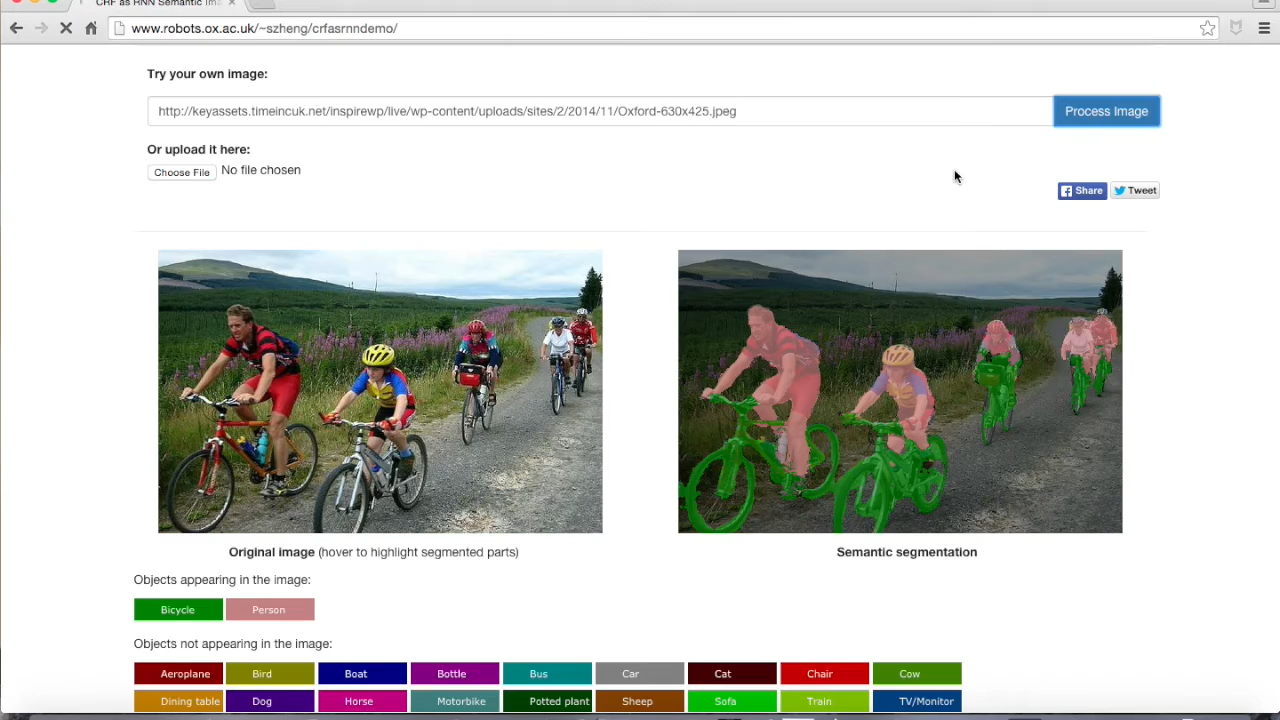 CRF as RNN Semantic Ima
www.robots.ox.ac.uk/~szheng/crfasrnndemo/
Try your own image:
http://keyassets.timeincuk.net/inspirewp/live/wp-content/uploads/sites/2/2014/11/Oxford-630x425.jpeg
Process Image
Or upload it here:
Choose File No file chosen
Share Tweet
Original image (hover to highlight segmented parts)
Semantic segmentation
Objects appearing in the image:
Bicycle Person
Objects not appearing in the image:
Aeroplane Bird Boat Bottle Bus Car Cat Chair Cow
Dining table Dog Horse Motorbike Potted plant Sheep Sofa Train TV/Monitor